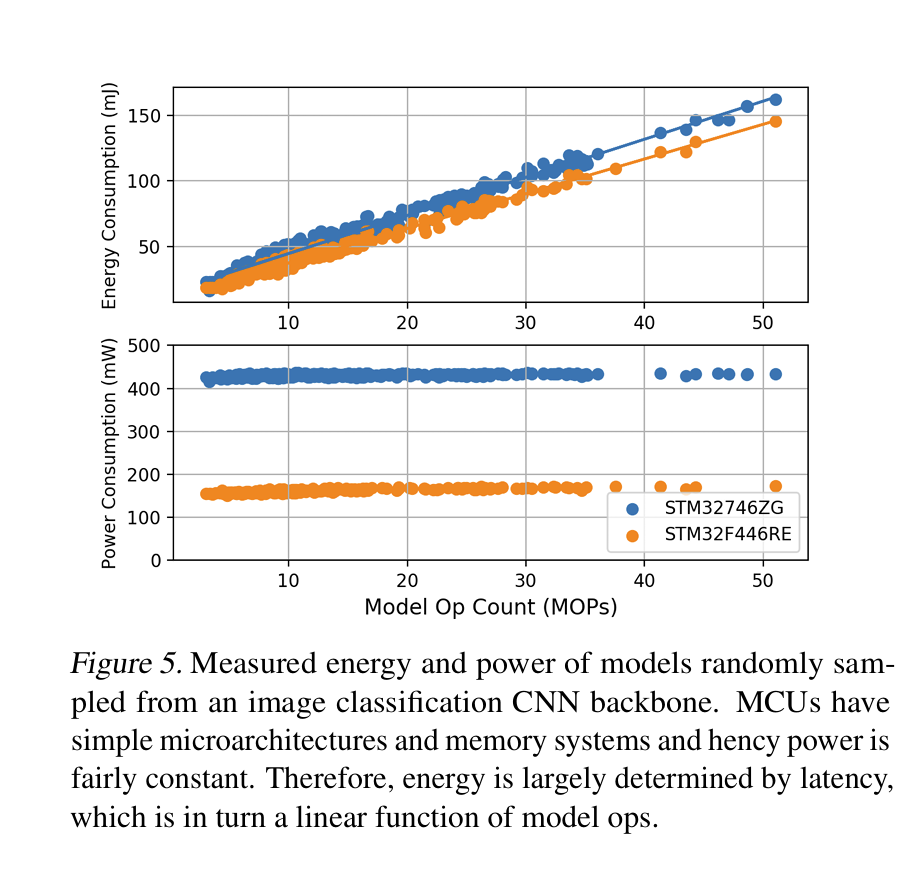 Energy Consumption (mJ)
150
100
50
10 20 30 40 50
Power Consumption (mW)
500
400
300
200
100
0
STM32746ZG
STM32F446RE
10 20 30 40 50
Model Op Count (MOPs)
Figure 5. Measured energy and power of models randomly sam-
pled from an image classification CNN backbone. MCUs have
simple microarchitectures and memory systems and hency power is
fairly constant. Therefore, energy is largely determined by latency,
which is in turn a linear function of model ops.